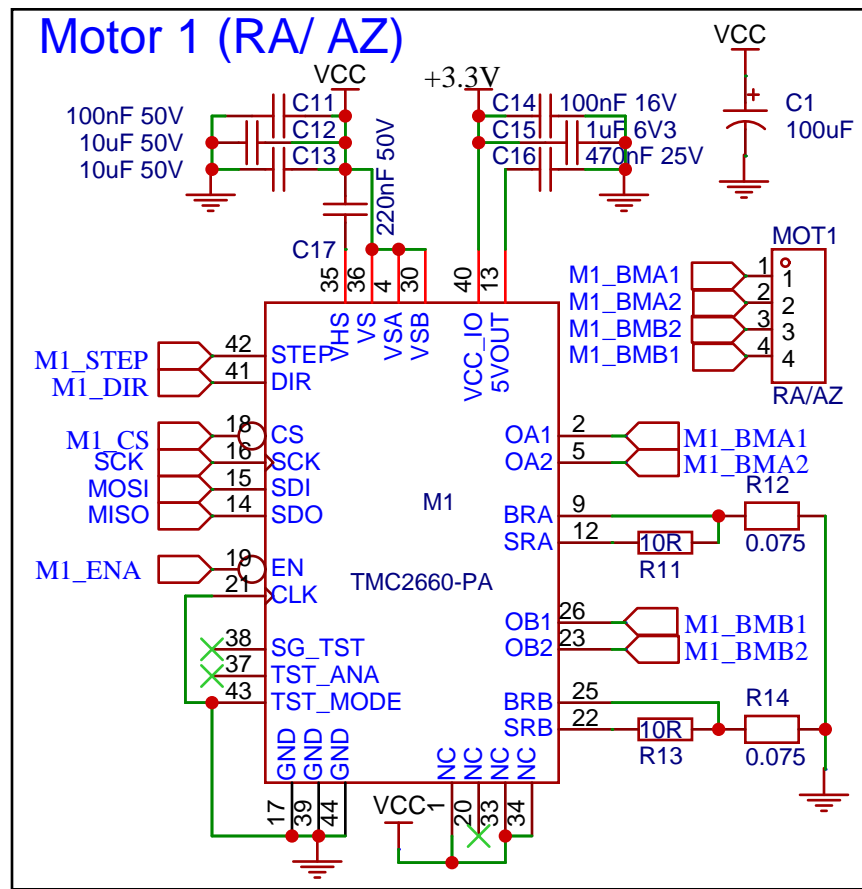 Motor 1 (RA/ AZ)
VCC
+3.3V
VCC
100nF 50V
C11
C14
100nF 16V
10uF 50V
C12
C15
1uF 6V3
10uF 50V
C13
C16
470nF 25V
C1
100uF
220nF 50V
C17
35
36
4
30
40
13
VHS
VS
VSA
VSB
VCC_IO
5VOUT
MOT1
M1_BMA1
1
1
M1_BMA2
2
2
M1_BMB2
3
3
M1_BMB1
4
4
RA/AZ
M1_STEP
42
STEP
M1_DIR
41
DIR
M1_CS
18
CS
SCK
16
SCK
MOSI
15
SDI
MISO
14
SDO
M1_ENA
19
EN
21
CLK
38
SG_TST
37
TST_ANA
43
TST_MODE
M1
TMC2660-PA
OA1
2
M1_BMA1
OA2
5
M1_BMA2
BRA
9
R12
0.075
SRA
12
10R
R11
OB1
26
M1_BMB1
OB2
23
M1_BMB2
BRB
25
R14
0.075
SRB
22
10R
R13
GND
GND
GND
NC
NC
NC
NC
17
39
44
VCC
1
20
33
34